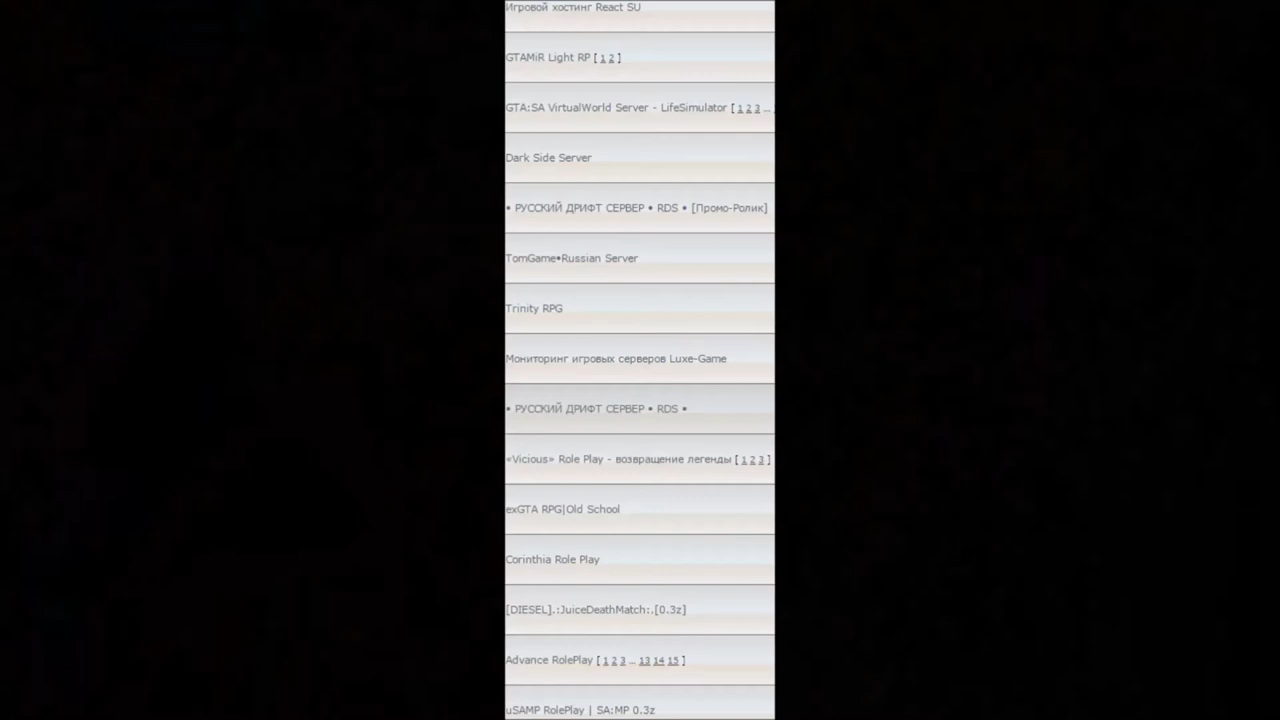 Игровой хостинг React SU
GTAMiR Light RP [ 1 2 ]
GTA:SA VirtualWorld Server - LifeSimulator [ 1 2 3 ...
Dark Side Server
• РУССКИЙ ДРИФТ СЕРВЕР • RDS • [Промо-Ролик]
TomGame•Russian Server
Trinity RPG
Мониторинг игровых серверов Luxe-Game
• РУССКИЙ ДРИФТ СЕРВЕР • RDS •
«Vicious» Role Play - возвращение легенды [ 1 2 3 ]
exGTA RPG|Old School
Corinthia Role Play
[DIESEL].:JuiceDeathMatch:.[0.3z]
Advance RolePlay [ 1 2 3 ... 13 14 15 ]
uSAMP RolePlay | SA:MP 0.3z